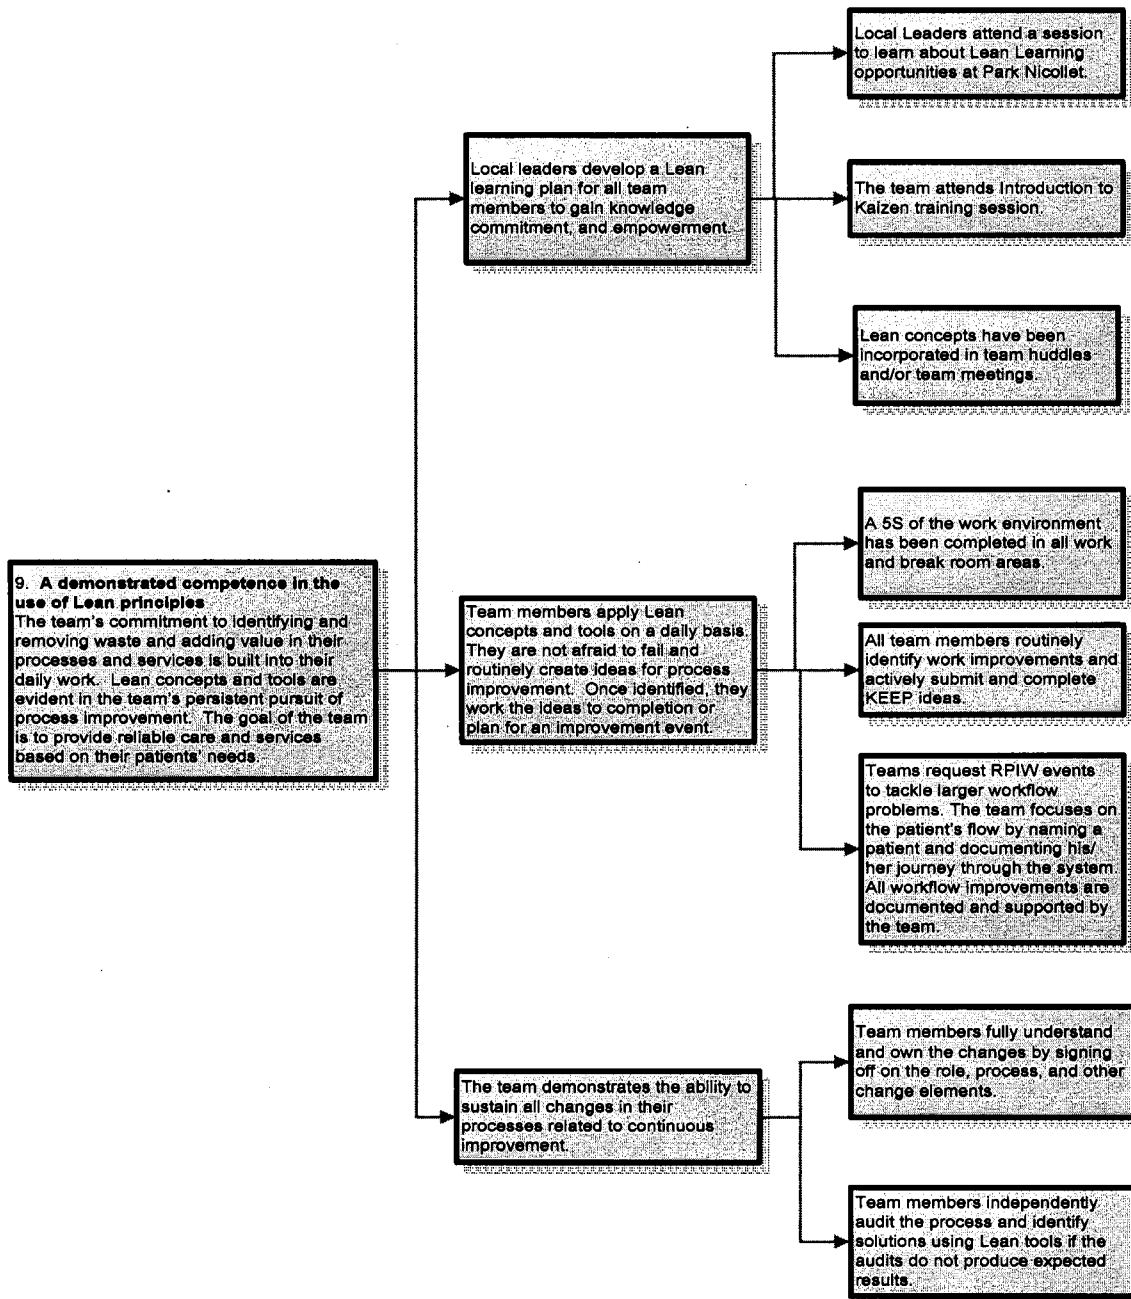 Local Leaders attend a session
to learn about Lean Learning
opportunities at Park Nicollet.
Local leaders develop a Lean
learning plan for all team
members to gain knowledge
commitment, and empowerment.
The team attends Introduction to
Kaizen training session.
Lean concepts have been
incorporated in team huddles
and/or team meetings.
9. A demonstrated competence in the
use of Lean principles
The team's commitment to identifying and
removing waste and adding value in their
processes and services is built into their
daily work. Lean concepts and tools are
evident in the team's persistent pursuit of
process improvement. The goal of the team
is to provide reliable care and services
based on their patients' needs.
Team members apply Lean
concepts and tools on a daily basis.
They are not afraid to fail and
routinely create ideas for process
improvement. Once identified, they
work the ideas to completion or
plan for an improvement event.
A 5S of the work environment
has been completed in all work
and break room areas.
All team members routinely
identify work improvements and
actively submit and complete
KEEP ideas.
Teams request RPIW events
to tackle larger workflow
problems. The team focuses on
the patient's flow by naming a
patient and documenting his/
her journey through the system.
All workflow improvements are
documented and supported by
the team.
The team demonstrates the ability to
sustain all changes in their
processes related to continuous
improvement.
Team members fully understand
and own the changes by signing
off on the role, process, and other
change elements.
Team members independently
audit the process and identify
solutions using Lean tools if the
audits do not produce expected
results.